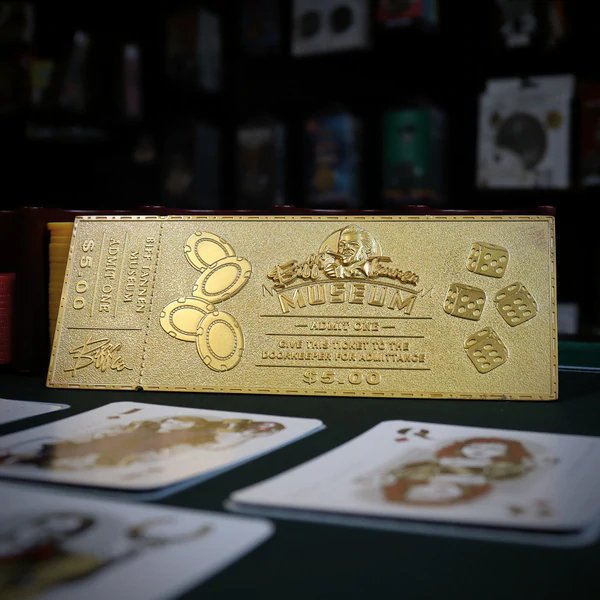 $5.00
BIFF TANNEN
MUSEUM
ADMIT ONE
Biffco
Biff Tannen
MUSEUM
ADMIT ONE
GIVE THIS TICKET TO THE
DOORKEEPER FOR ADMITTANCE
$5.00